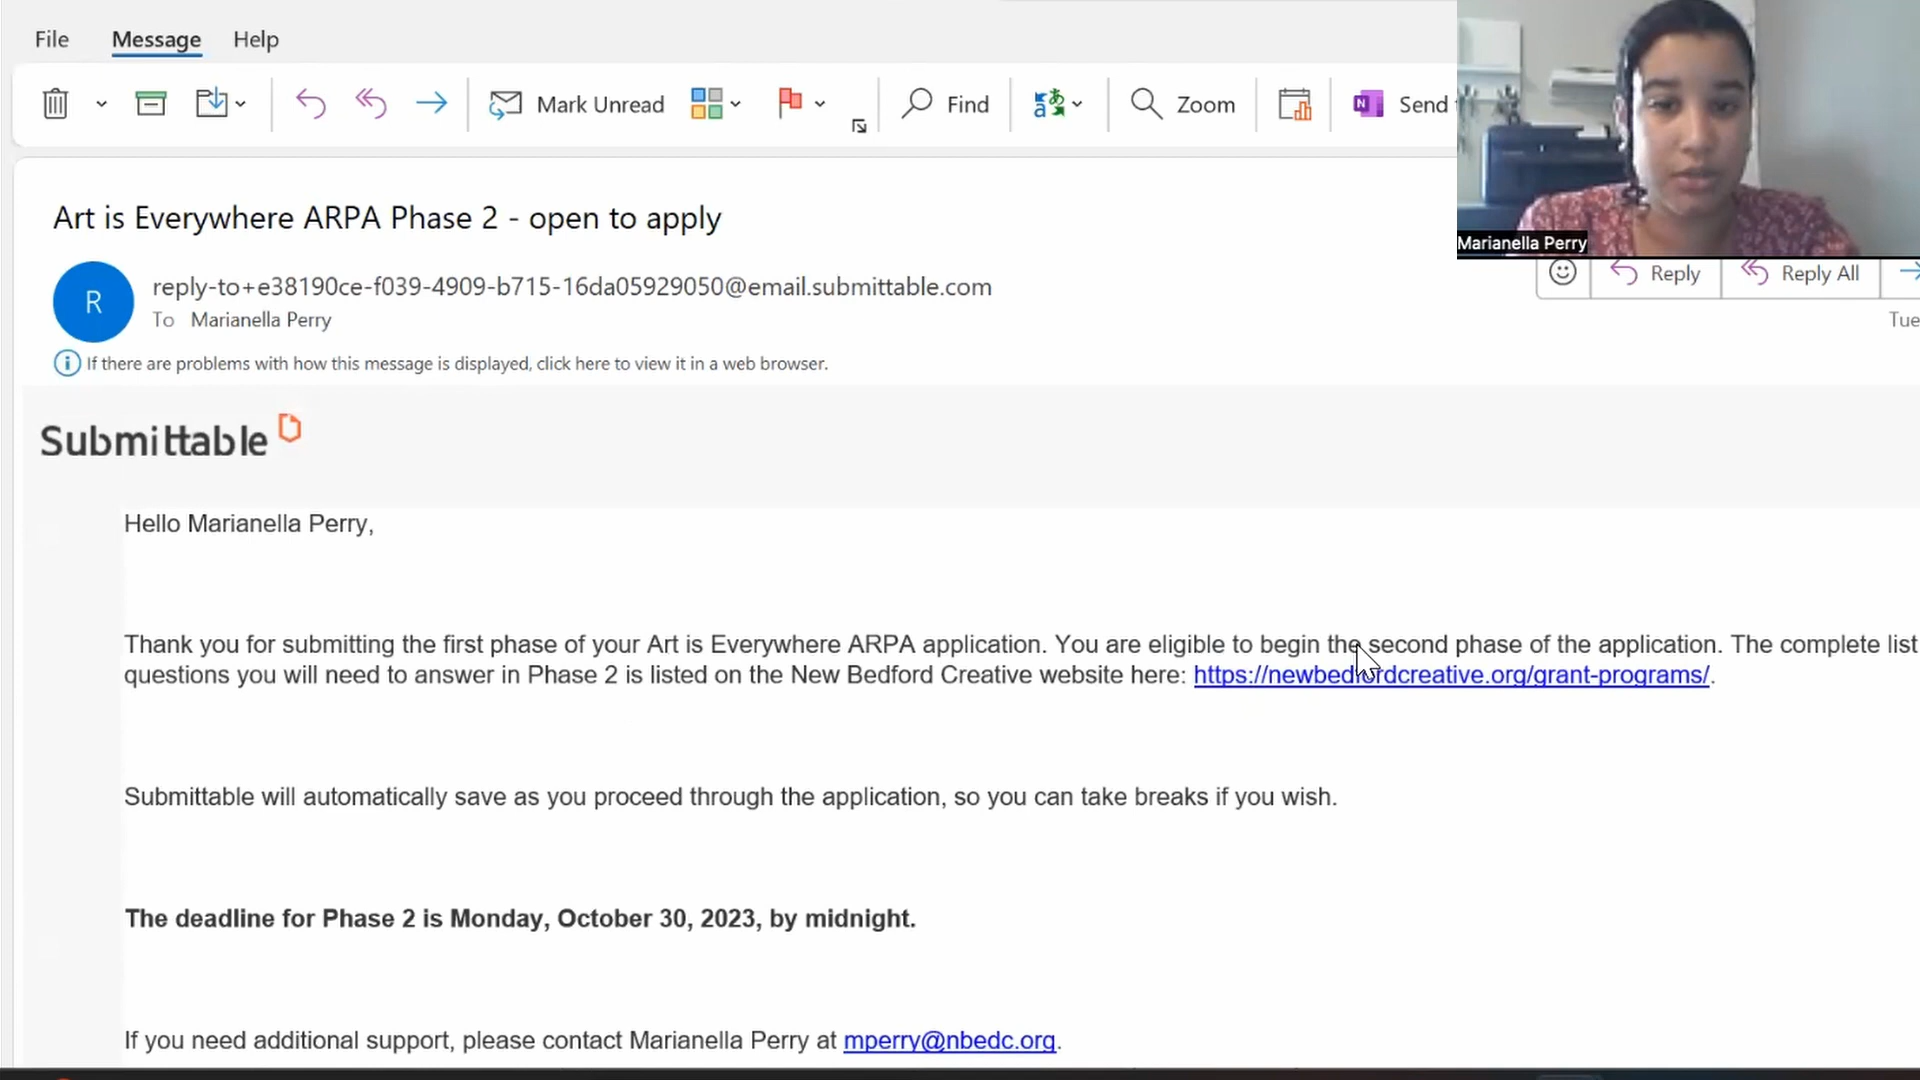 File Message Help
Mark Unread Find Zoom Send
Marianella Perry
Art is Everywhere ARPA Phase 2 - open to apply
R
reply-to+e38190ce-f039-4909-b715-16da05929050@email.submittable.com
Reply Reply All
To Marianella Perry
Tue
If there are problems with how this message is displayed, click here to view it in a web browser.
Submittable
Hello Marianella Perry,
Thank you for submitting the first phase of your Art is Everywhere ARPA application. You are eligible to begin the second phase of the application. The complete list
questions you will need to answer in Phase 2 is listed on the New Bedford Creative website here: https://newbedfordcreative.org/grant-programs/.
Submittable will automatically save as you proceed through the application, so you can take breaks if you wish.
The deadline for Phase 2 is Monday, October 30, 2023, by midnight.
If you need additional support, please contact Marianella Perry at mperry@nbedc.org.